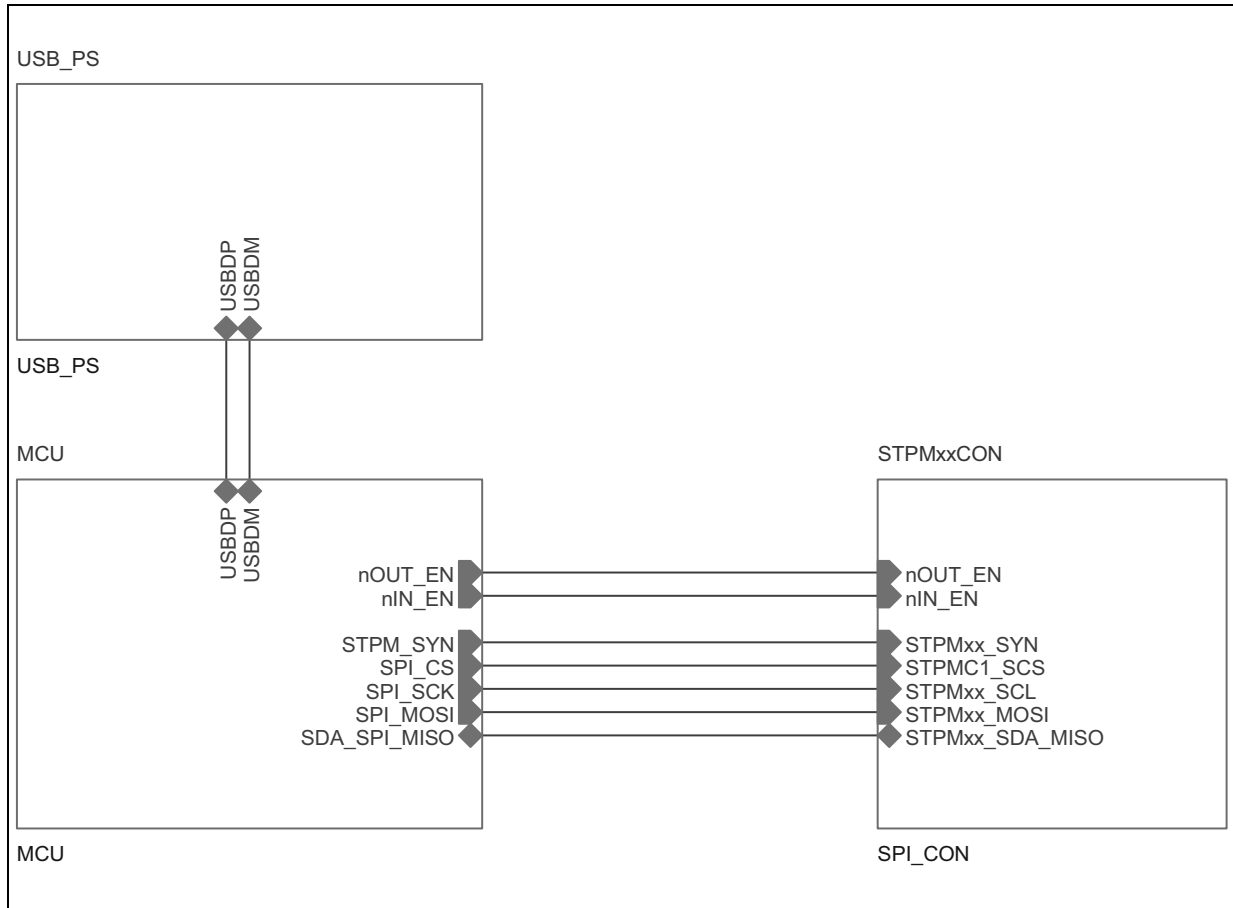 USB_PS
USBDP
USBDM
USB_PS
MCU
USBDP
USBDM
nOUT_EN
nIN_EN
STPM_SYN
SPI_CS
SPI_SCK
SPI_MOSI
SDA_SPI_MISO
MCU
STPMxxCON
nOUT_EN
nIN_EN
STPMxx_SYN
STPMC1_SCS
STPMxx_SCL
STPMxx_MOSI
STPMxx_SDA_MISO
SPI_CON